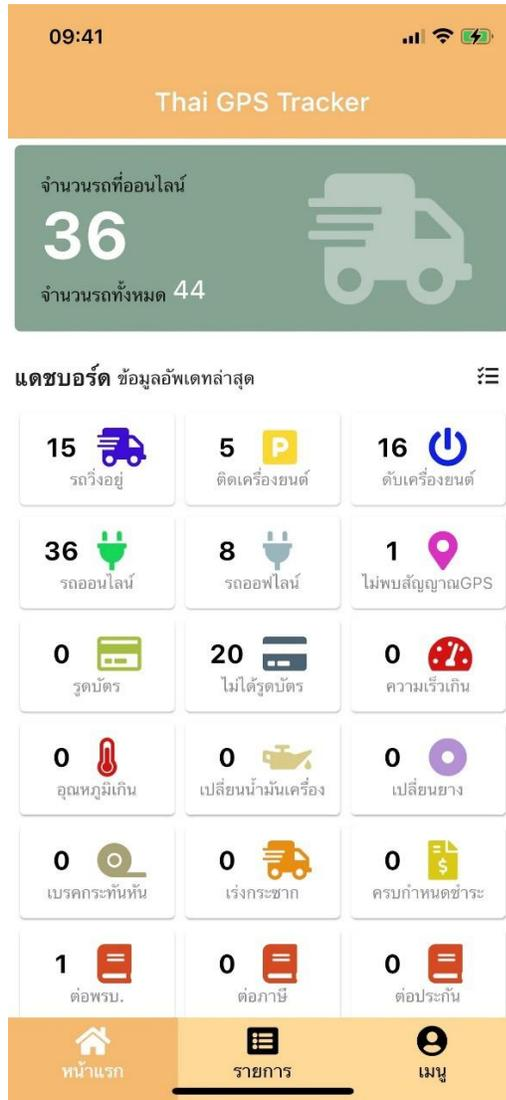 09:41
Thai GPS Tracker
จำนวนรถที่ออนไลน์
36
จำนวนรถทั้งหมด 44
แดชบอร์ด ข้อมูลอัพเดทล่าสุด
15
รถวิ่งอยู่
5 P
ติดเครื่องยนต์
16
ดับเครื่องยนต์
36
รถออนไลน์
8
รถออฟไลน์
1
ไม่พบสัญญาณGPS
0
รูดบัตร
20
ไม่ได้รูดบัตร
0
ความเร็วเกิน
0
อุณหภูมิเกิน
0
เปลี่ยนน้ำมันเครื่อง
0
เปลี่ยนยาง
0
เบรคกระทันหัน
0
เร่งกระชาก
0 $
ครบกำหนดชำระ
1
ต่อพรบ.
0
ต่อภาษี
0
ต่อประกัน
หน้าแรก
รายการ
เมนู